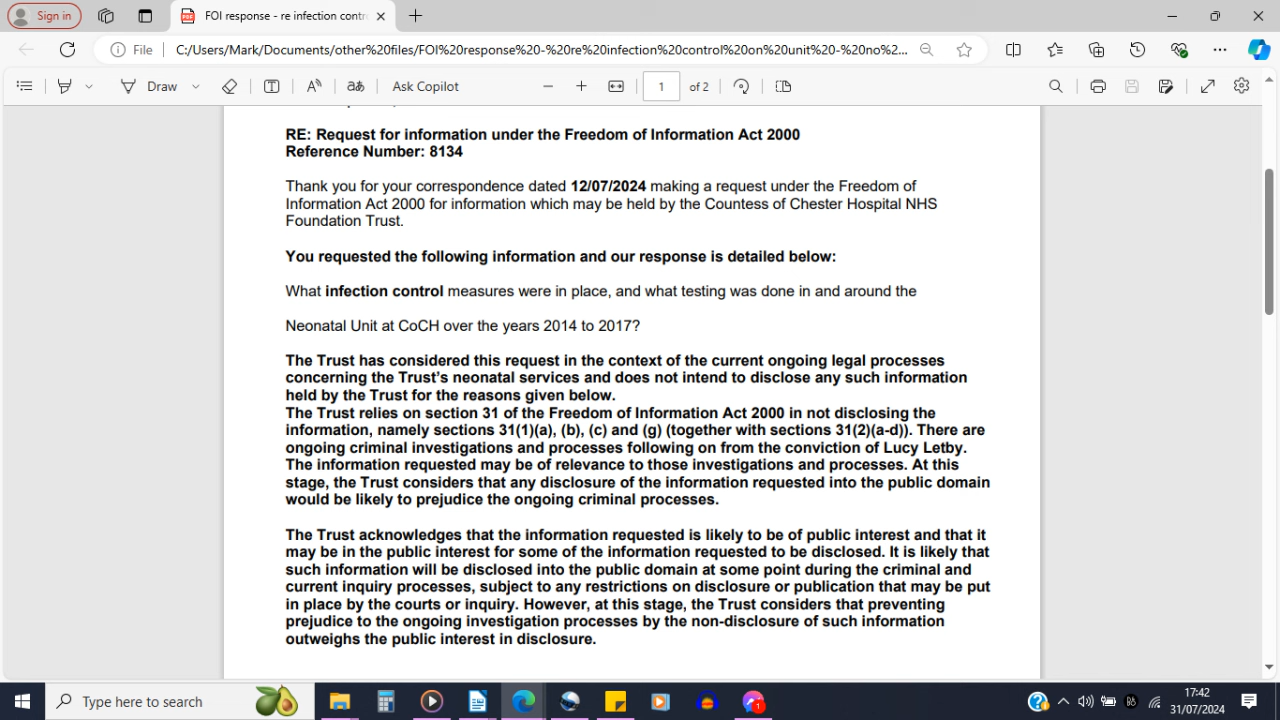 Sign in
FOI response - re infection contr
File
C:/Users/Mark/Documents/other%20files/FOI%20response%20-%20re%20infection%20control%20on%20unit%20-%20no%2...
Draw
Ask Copilot
1 of 2
RE: Request for information under the Freedom of Information Act 2000
Reference Number: 8134
Thank you for your correspondence dated 12/07/2024 making a request under the Freedom of
Information Act 2000 for information which may be held by the Countess of Chester Hospital NHS
Foundation Trust.
You requested the following information and our response is detailed below:
What infection control measures were in place, and what testing was done in and around the
Neonatal Unit at CoCH over the years 2014 to 2017?
The Trust has considered this request in the context of the current ongoing legal processes
concerning the Trust's neonatal services and does not intend to disclose any such information
held by the Trust for the reasons given below.
The Trust relies on section 31 of the Freedom of Information Act 2000 in not disclosing the
information, namely sections 31(1)(a), (b), (c) and (g) (together with sections 31(2)(a-d)). There are
ongoing criminal investigations and processes following on from the conviction of Lucy Letby.
The information requested may be of relevance to those investigations and processes. At this
stage, the Trust considers that any disclosure of the information requested into the public domain
would be likely to prejudice the ongoing criminal processes.
The Trust acknowledges that the information requested is likely to be of public interest and that it
may be in the public interest for some of the information requested to be disclosed. It is likely that
such information will be disclosed into the public domain at some point during the criminal and
current inquiry processes, subject to any restrictions on disclosure or publication that may be put
in place by the courts or inquiry. However, at this stage, the Trust considers that preventing
prejudice to the ongoing investigation processes by the non-disclosure of such information
outweighs the public interest in disclosure.
Type here to search
1
17:42
31/07/2024